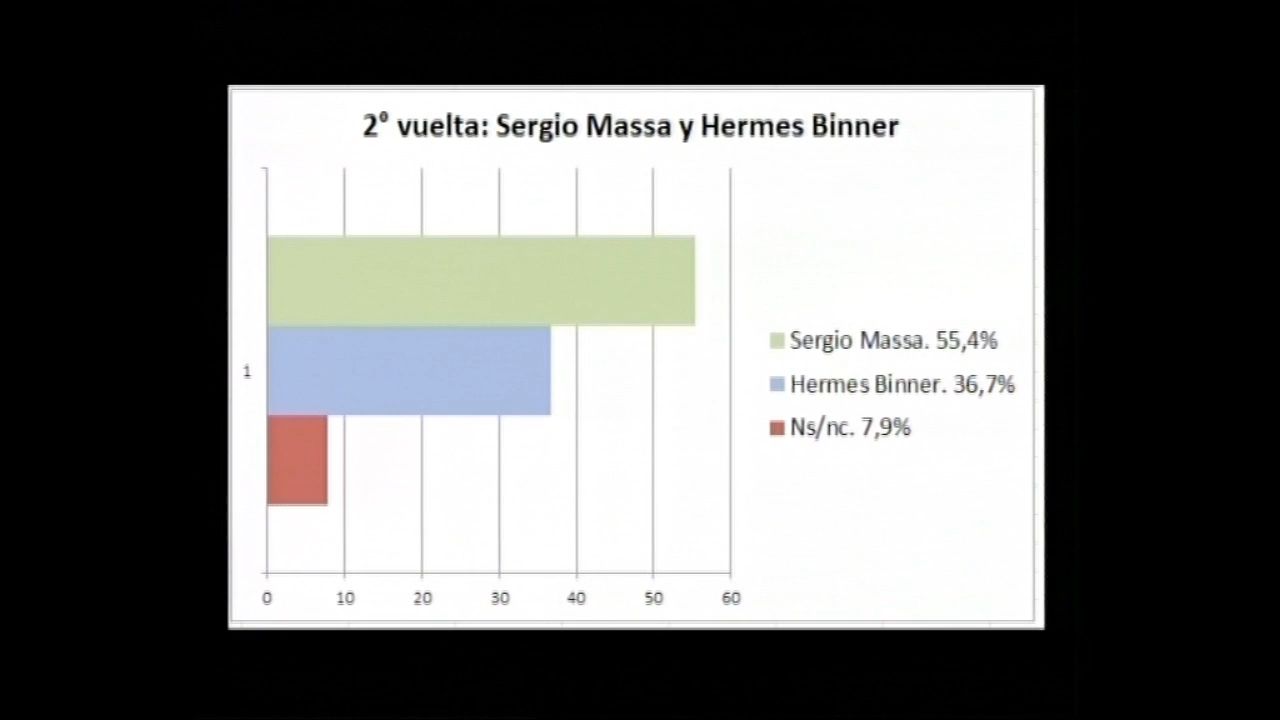 2° vuelta: Sergio Massa y Hermes Binner
1
Sergio Massa. 55,4%
Hermes Binner. 36,7%
Ns/nc. 7,9%
0 10 20 30 40 50 60